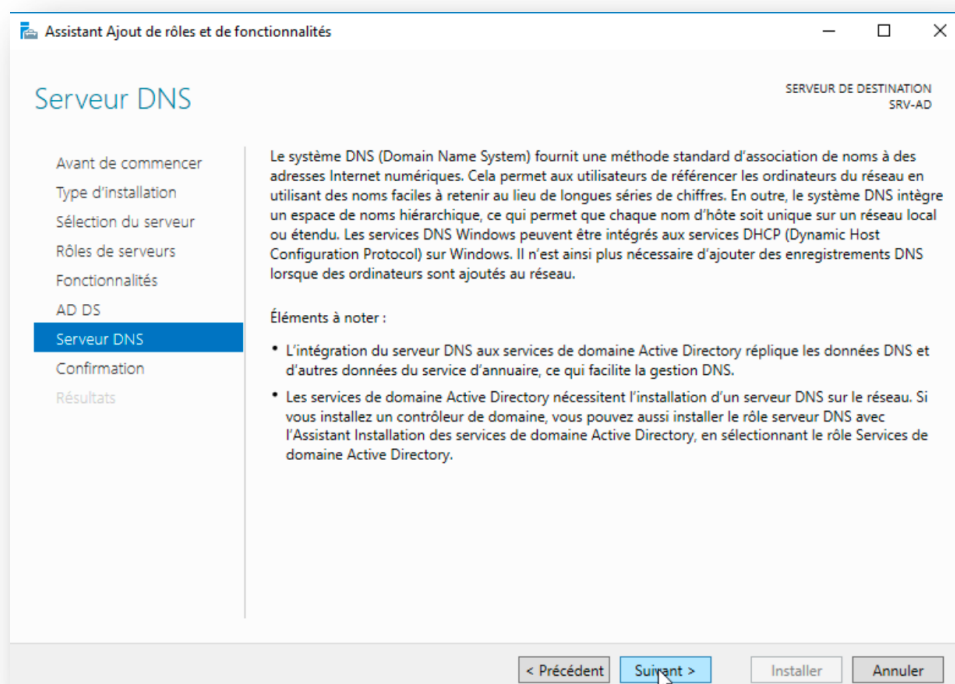 Assistant Ajout de rôles et de fonctionnalités
Serveur DNS
SERVEUR DE DESTINATION
SRV-AD
Avant de commencer
Type d'installation
Sélection du serveur
Rôles de serveurs
Fonctionnalités
AD DS
Serveur DNS
Confirmation
Résultats
Le système DNS (Domain Name System) fournit une méthode standard d'association de noms à des
adresses Internet numériques. Cela permet aux utilisateurs de référencer les ordinateurs du réseau en
utilisant des noms faciles à retenir au lieu de longues séries de chiffres. En outre, le système DNS intègre
un espace de noms hiérarchique, ce qui permet que chaque nom d'hôte soit unique sur un réseau local
ou étendu. Les services DNS Windows peuvent être intégrés aux services DHCP (Dynamic Host
Configuration Protocol) sur Windows. Il n'est ainsi plus nécessaire d'ajouter des enregistrements DNS
lorsque des ordinateurs sont ajoutés au réseau.
Éléments à noter :
• L'intégration du serveur DNS aux services de domaine Active Directory réplique les données DNS et
d'autres données du service d'annuaire, ce qui facilite la gestion DNS.
• Les services de domaine Active Directory nécessitent l'installation d'un serveur DNS sur le réseau. Si
vous installez un contrôleur de domaine, vous pouvez aussi installer le rôle serveur DNS avec
l'Assistant Installation des services de domaine Active Directory, en sélectionnant le rôle Services de
domaine Active Directory.
< Précédent
Suivant >
Installer
Annuler